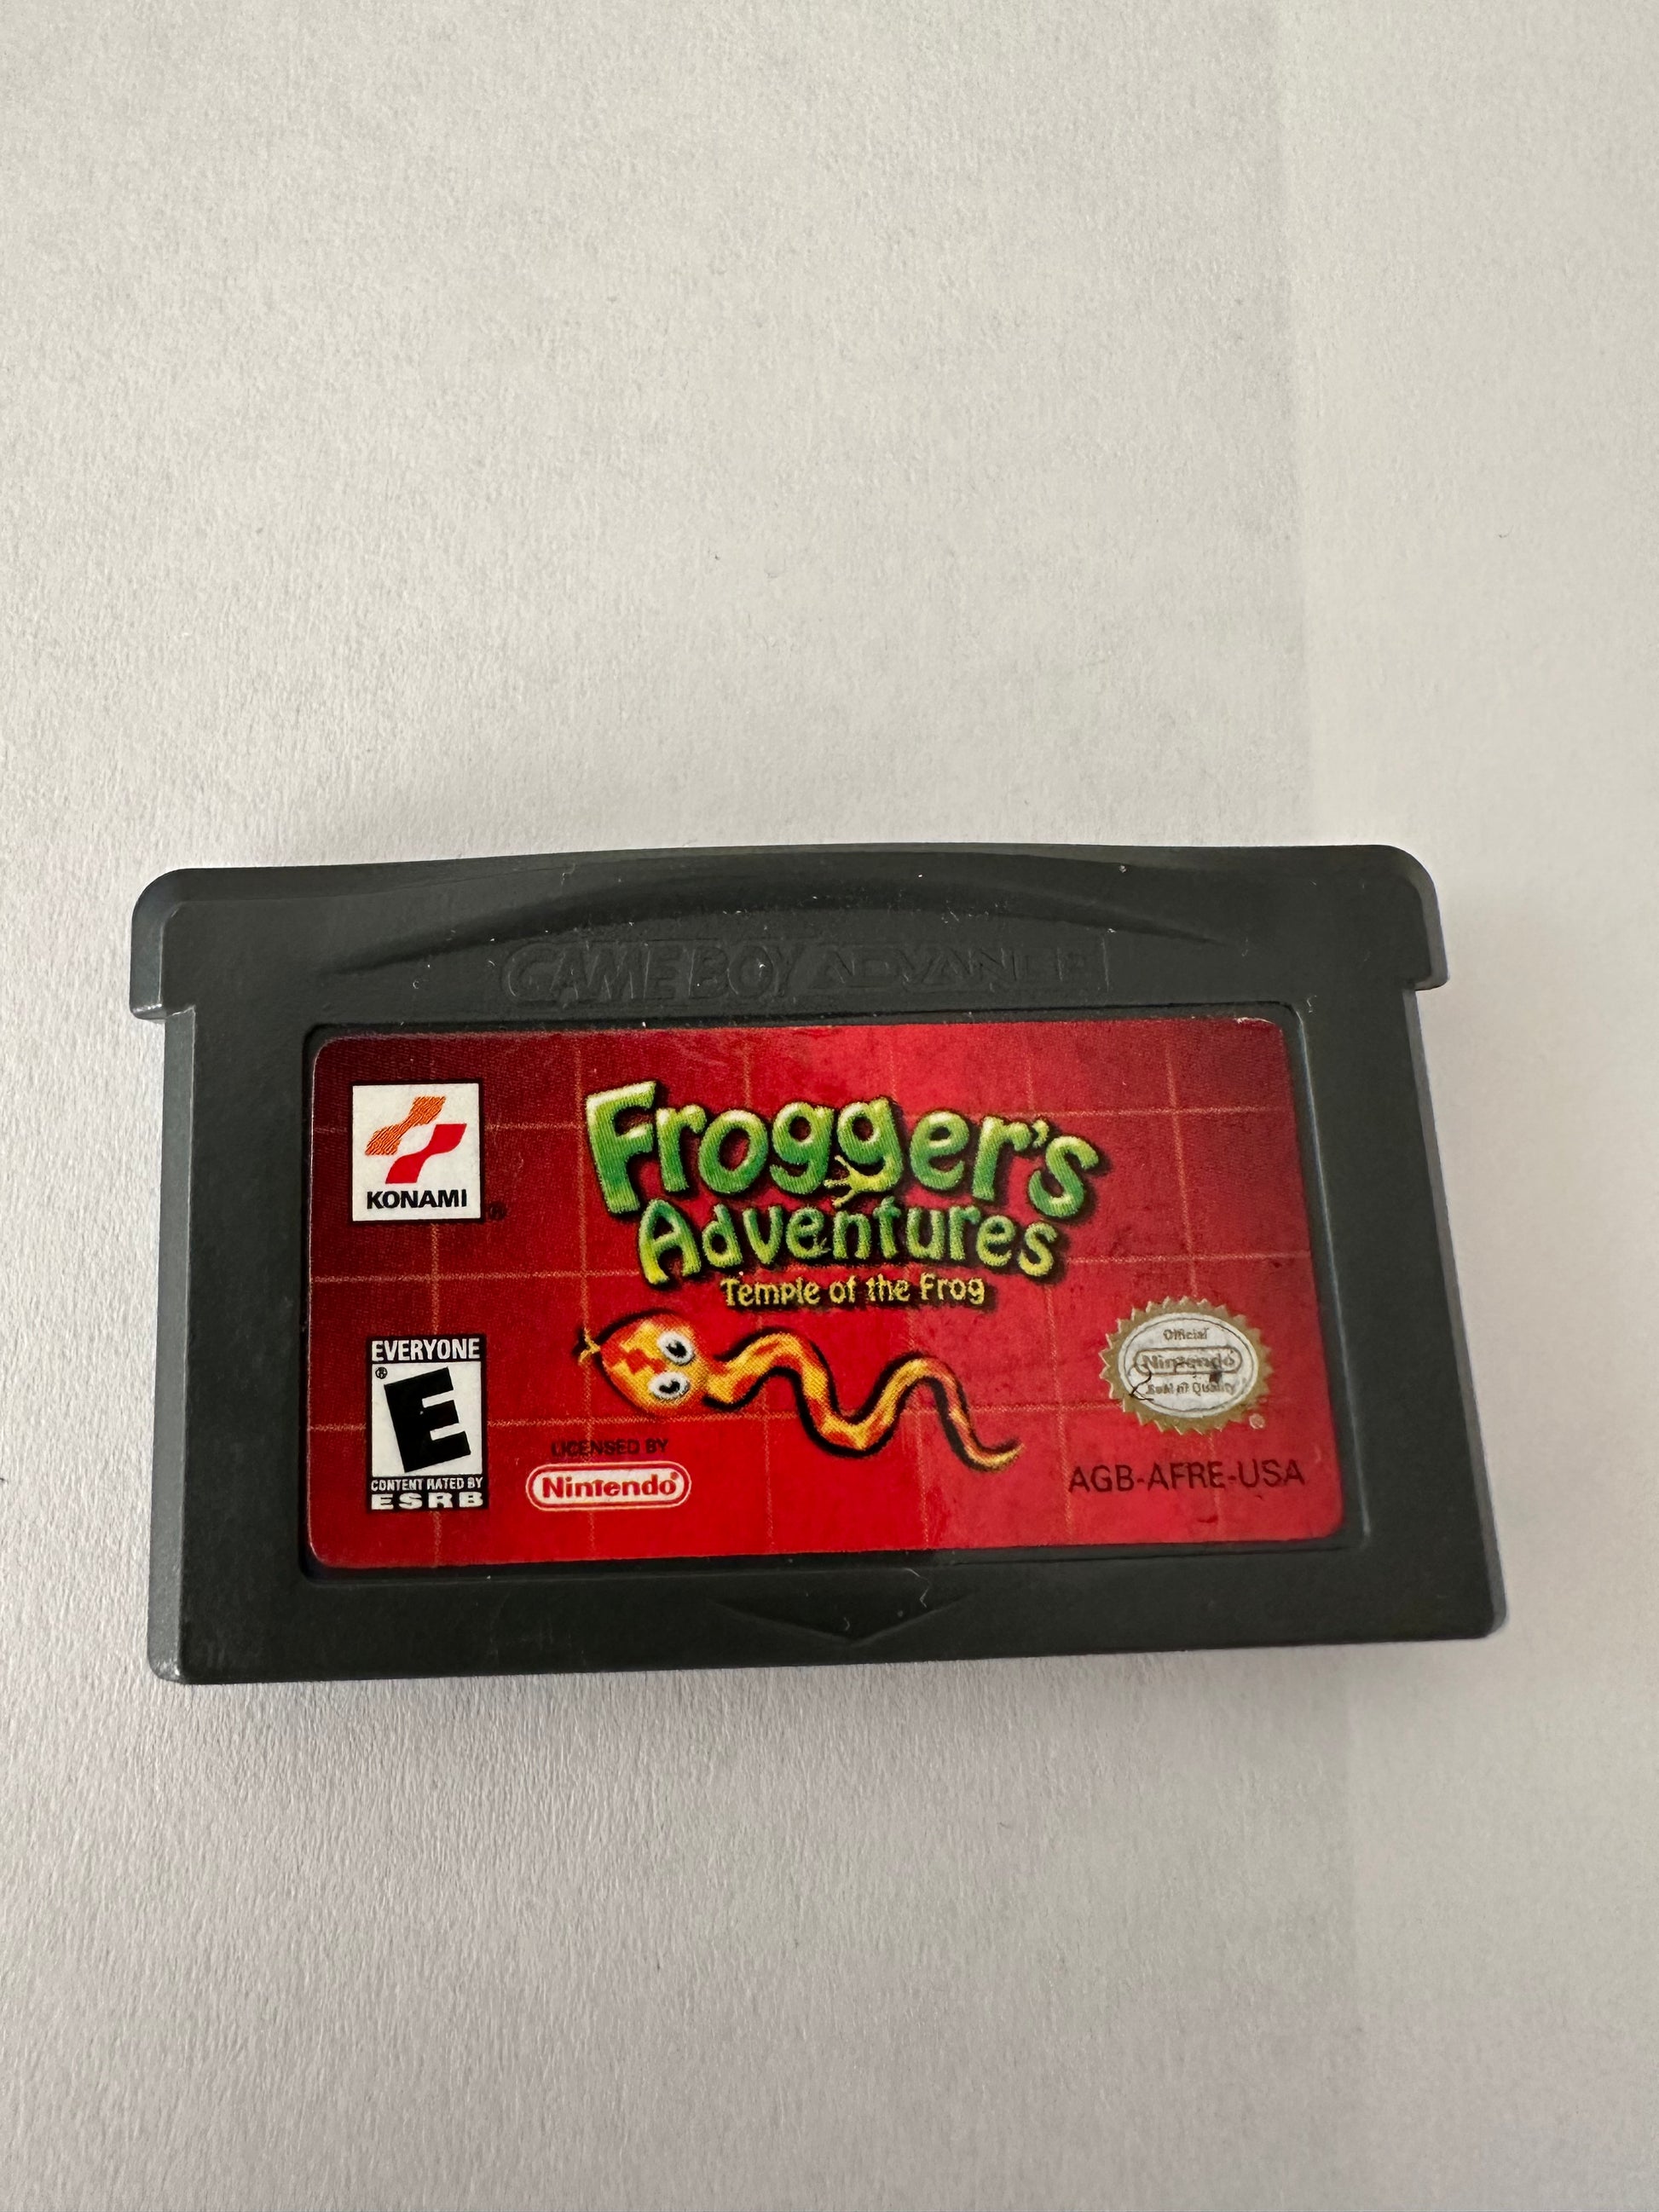 GAME BOY ADVANCE
KONAMI
®
Frogger's
Adventures
Temple of the Frog
EVERYONE
®
E
CONTENT RATED BY
ESRB
LICENSED BY
Nintendo®
Official
Nintendo
Seal of Quality
®
AGB-AFRE-USA